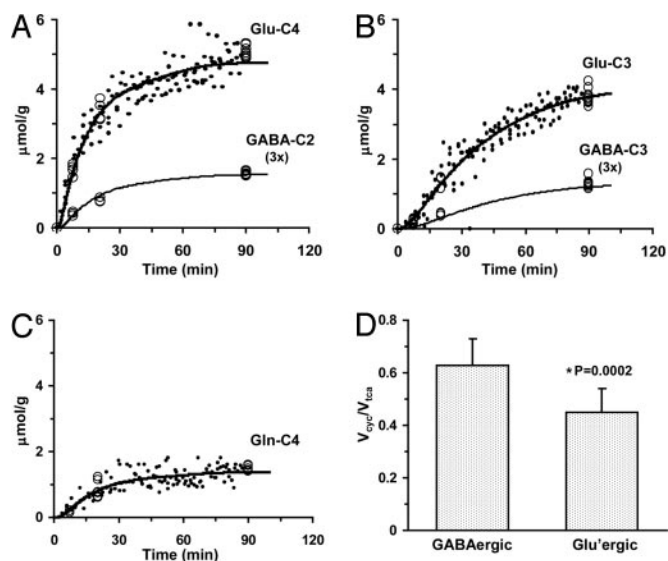 A
B
6
4
2
0
µmol/g
Glu-C4
GABA-C2
(3x)
0 30 60 90 120
Time (min)
6
4
2
0
µmol/g
Glu-C3
GABA-C3
(3x)
0 30 60 90 120
Time (min)
C
D
6
4
2
0
µmol/g
Gln-C4
0 30 60 90 120
Time (min)
0.8
0.6
0.4
0.2
0
Vcyc/Vtca
*P=0.0002
GABAergic Glu'ergic